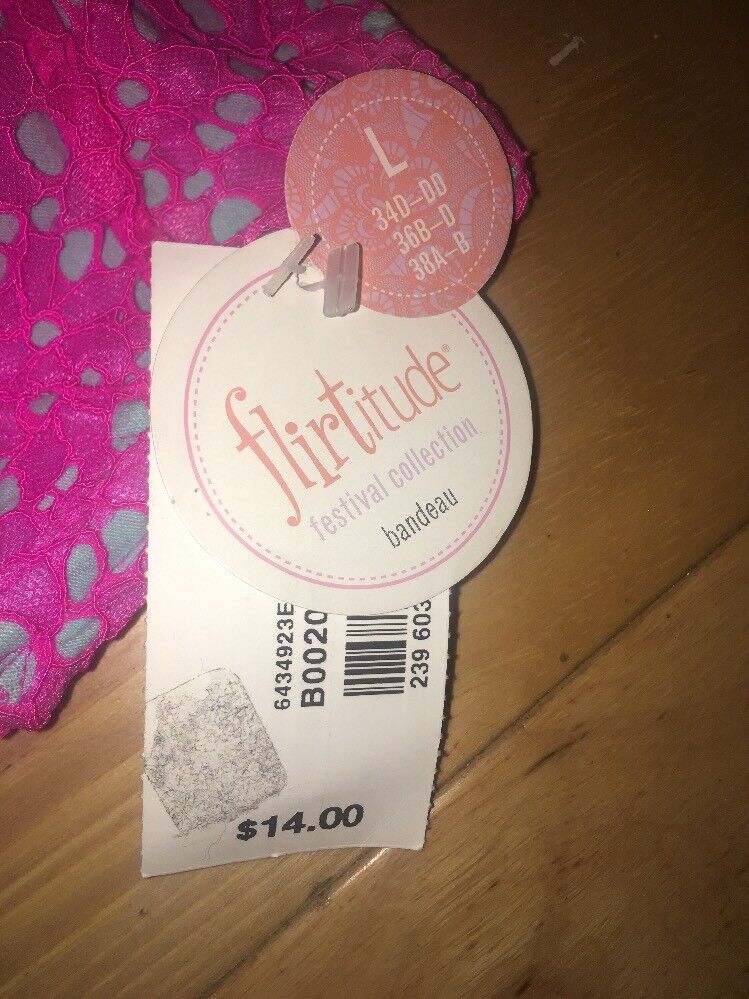 L
34D-DD
36B-D
38A-B
flirtitude®
festival collection
bandeau
6434923E
B0020
239 603
$14.00